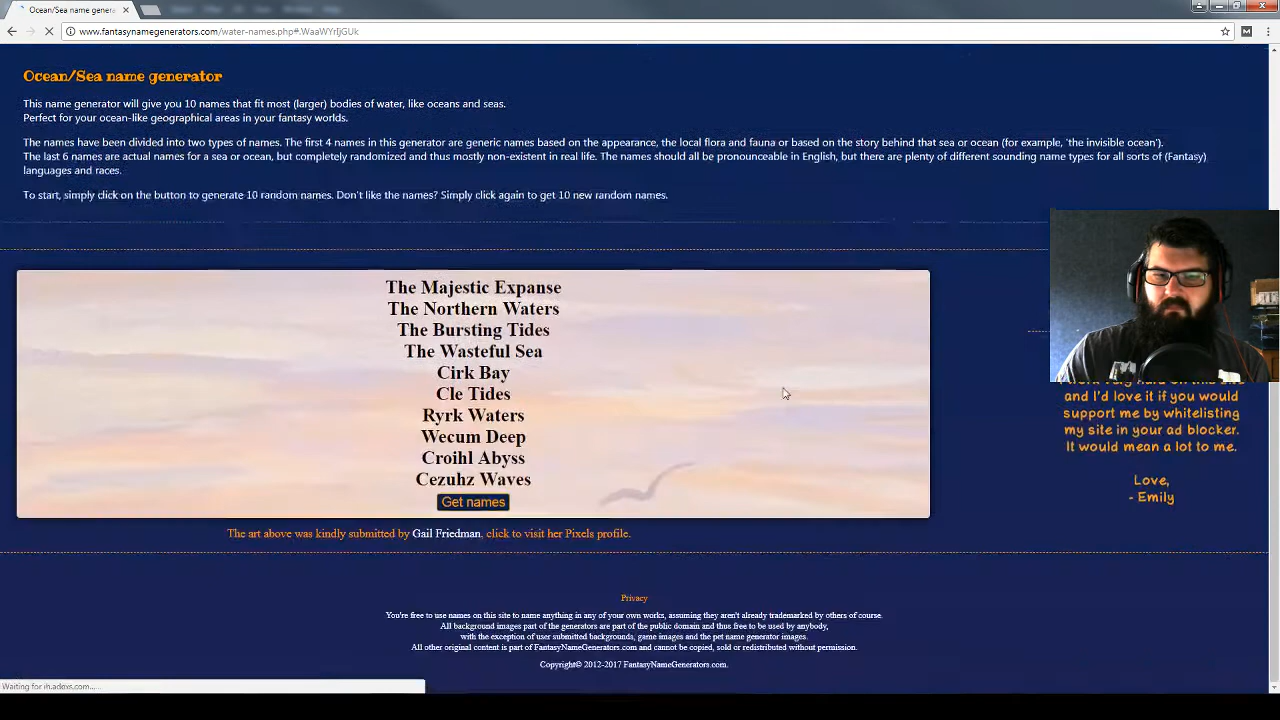 Ocean/Sea name genera
www.fantasynamegenerators.com/water-names.php#.WaaWYrIjGUk
Ocean/Sea name generator
This name generator will give you 10 names that fit most (larger) bodies of water, like oceans and seas.
Perfect for your ocean-like geographical areas in your fantasy worlds.
The names have been divided into two types of names. The first 4 names in this generator are generic names based on the appearance, the local flora and fauna or based on the story behind that sea or ocean (for example, 'the invisible ocean').
The last 6 names are actual names for a sea or ocean, but completely randomized and thus mostly non-existent in real life. The names should all be pronounceable in English, but there are plenty of different sounding name types for all sorts of (Fantasy)
languages and races.
To start, simply click on the button to generate 10 random names. Don't like the names? Simply click again to get 10 new random names.
The Majestic Expanse
The Northern Waters
The Bursting Tides
The Wasteful Sea
Cirk Bay
Cle Tides
Ryrk Waters
Wecum Deep
Croihl Abyss
Cezuhz Waves
Get names
The art above was kindly submitted by Gail Friedman, click to visit her Pixels profile.
and I'd love it if you would
support me by whitelisting
my site in your ad blocker.
It would mean a lot to me.
Love,
- Emily
Privacy
You're free to use names on this site to name anything in any of your own works, assuming they aren't already trademarked by others of course.
All background images part of the generators are part of the public domain and thus free to be used by anybody,
with the exception of user submitted backgrounds, game images and the pet name generator images.
All other original content is part of FantasyNameGenerators.com and cannot be copied, sold or redistributed without permission.
Copyright© 2012-2017 FantasyNameGenerators.com.
Waiting for ih.adnxs.com...